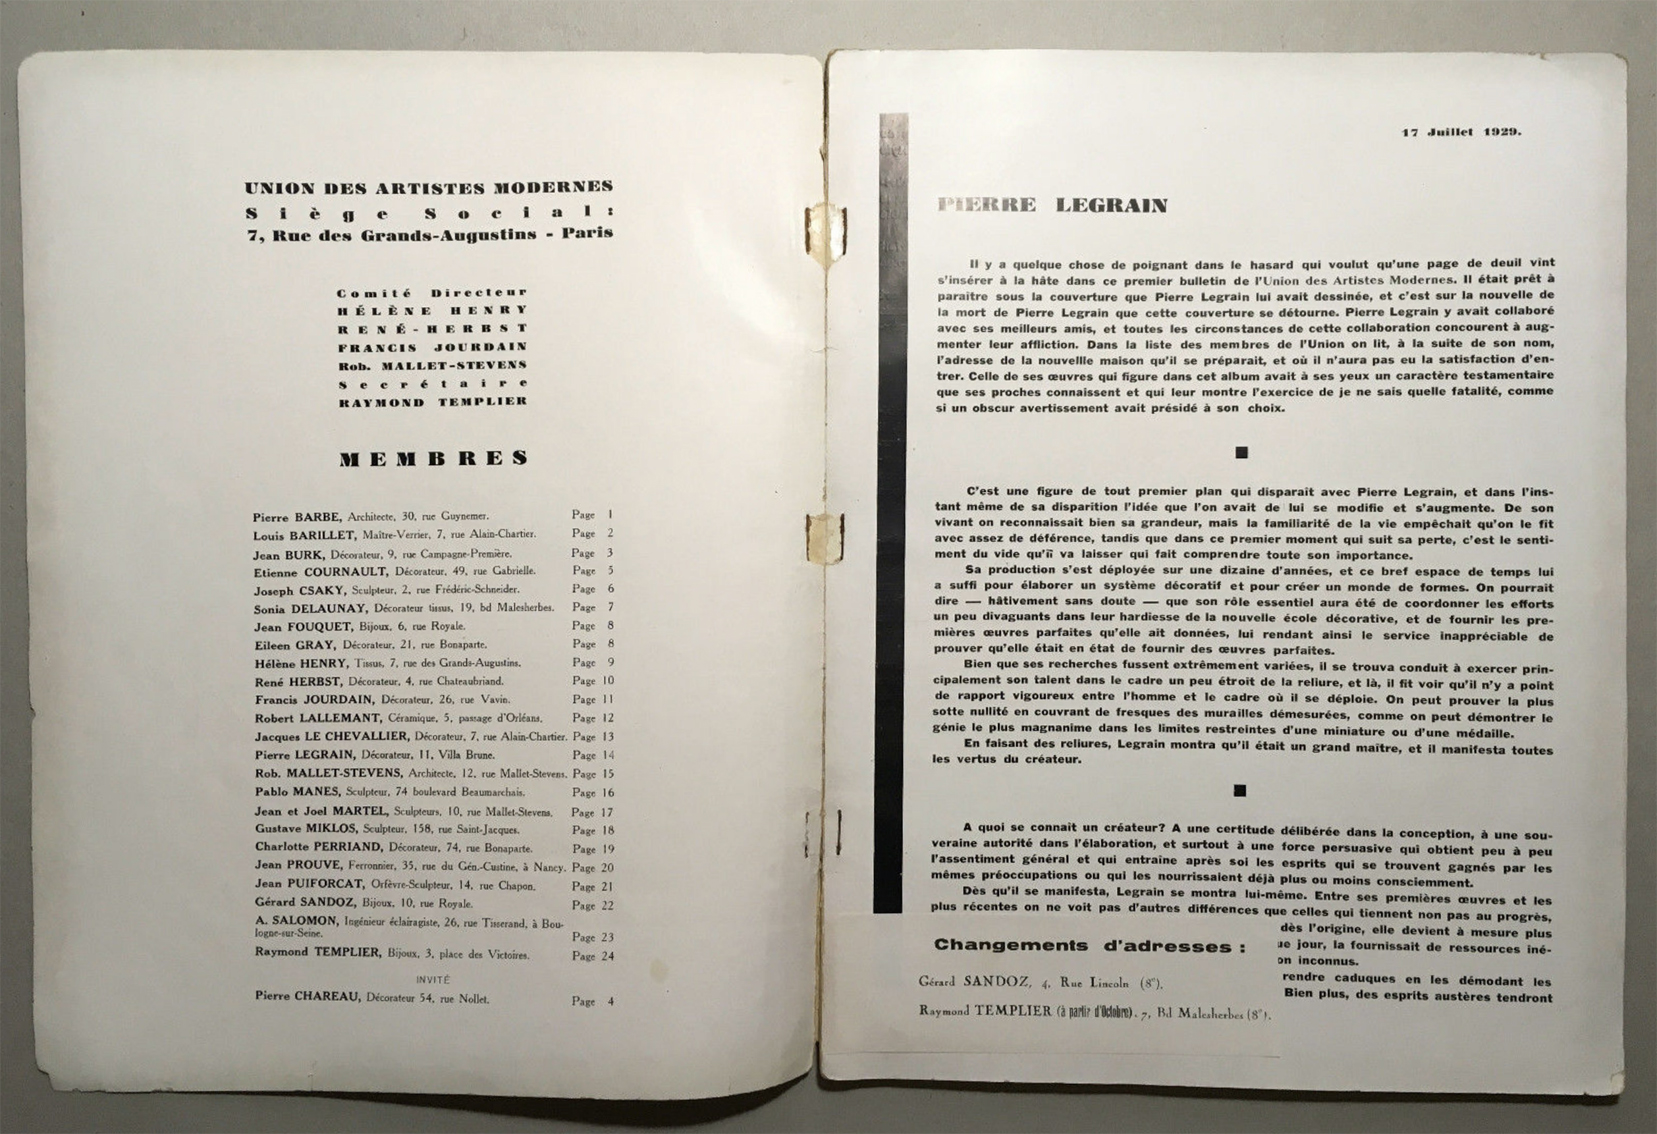 UNION DES ARTISTES MODERNES
Siège Social:
7, Rue des Grands-Augustins - Paris
Comité Directeur
HÉLÈNE HENRY
RENÉ-HERBST
FRANCIS JOURDAIN
Rob. MALLET-STEVENS
Secrétaire
RAYMOND TEMPLIER
MEMBRES
Pierre BARBE, Architecte, 30, rue Guynemer. Page 1
Louis BARILLET, Maître-Verrier, 7, rue Alain-Chartier. Page 2
Jean BURK, Décorateur, 9, rue Campagne-Première. Page 3
Etienne COURNAULT, Décorateur, 49, rue Gabrielle. Page 5
Joseph CSAKY, Sculpteur, 2, rue Frédéric-Schneider. Page 6
Sonia DELAUNAY, Décorateur tissus, 19, bd Malesherbes. Page 7
Jean FOUQUET, Bijoux, 6, rue Royale. Page 8
Eileen GRAY, Décorateur, 21, rue Bonaparte. Page 8
Hélène HENRY, Tissus, 7, rue des Grands-Augustins. Page 9
René HERBST, Décorateur, 4, rue Chateaubriand. Page 10
Francis JOURDAIN, Décorateur, 26, rue Vavin. Page 11
Robert LALLEMANT, Céramique, 5, passage d'Orléans. Page 12
Jacques LE CHEVALLIER, Décorateur, 7, rue Alain-Chartier. Page 13
Pierre LEGRAIN, Décorateur, 11, Villa Brune. Page 14
Rob. MALLET-STEVENS, Architecte, 12, rue Mallet-Stevens. Page 15
Pablo MANES, Sculpteur, 74 boulevard Beaumarchais. Page 16
Jean et Joel MARTEL, Sculpteurs, 10, rue Mallet-Stevens. Page 17
Gustave MIKLOS, Sculpteur, 158, rue Saint-Jacques. Page 18
Charlotte PERRIAND, Décorateur, 74, rue Bonaparte. Page 19
Jean PROUVE, Ferronnier, 35, rue du Gén.-Custine, à Nancy. Page 20
Jean PUIFORCAT, Orfèvre-Sculpteur, 14, rue Chapon. Page 21
Gérard SANDOZ, Bijoux, 10, rue Royale. Page 22
A. SALOMON, Ingénieur éclairagiste, 26, rue Tisserand, à Bou-
logne-sur-Seine. Page 23
Raymond TEMPLIER, Bijoux, 3, place des Victoires. Page 24
INVITÉ
Pierre CHAREAU, Décorateur 54, rue Nollet. Page 4
17 Juillet 1929.
PIERRE LEGRAIN
Il y a quelque chose de poignant dans le hasard qui voulut qu'une page de deuil vint
s'insérer à la hâte dans ce premier bulletin de l'Union des Artistes Modernes. Il était prêt à
paraître sous la couverture que Pierre Legrain lui avait dessinée, et c'est sur la nouvelle de
la mort de Pierre Legrain que cette couverture se détourne. Pierre Legrain y avait collaboré
avec ses meilleurs amis, et toutes les circonstances de cette collaboration concourent à aug-
menter leur affliction. Dans la liste des membres de l'Union on lit, à la suite de son nom,
l'adresse de la nouvellle maison qu'il se préparait, et où il n'aura pas eu la satisfaction d'en-
trer. Celle de ses œuvres qui figure dans cet album avait à ses yeux un caractère testamentaire
que ses proches connaissent et qui leur montre l'exercice de je ne sais quelle fatalité, comme
si un obscur avertissement avait présidé à son choix.
C'est une figure de tout premier plan qui disparaît avec Pierre Legrain, et dans l'ins-
tant même de sa disparition l'idée que l'on avait de lui se modifie et s'augmente. De son
vivant on reconnaissait bien sa grandeur, mais la familiarité de la vie empêchait qu'on le fît
avec assez de déférence, tandis que dans ce premier moment qui suit sa perte, c'est le senti-
ment du vide qu'il va laisser qui fait comprendre toute son importance.
Sa production s'est déployée sur une dizaine d'années, et ce bref espace de temps lui
a suffi pour élaborer un système décoratif et pour créer un monde de formes. On pourrait
dire — hâtivement sans doute — que son rôle essentiel aura été de coordonner les efforts
un peu divaguants dans leur hardiesse de la nouvelle école décorative, et de fournir les pre-
mières œuvres parfaites qu'elle ait données, lui rendant ainsi le service inappréciable de
prouver qu'elle était en état de fournir des œuvres parfaites.
Bien que ses recherches fussent extrêmement variées, il se trouva conduit à exercer prin-
cipalement son talent dans le cadre un peu étroit de la reliure, et là, il fit voir qu'il n'y a point
de rapport vigoureux entre l'homme et le cadre où il se déploie. On peut prouver la plus
sotte nullité en couvrant de fresques des murailles démesurées, comme on peut démontrer le
génie le plus magnanime dans les limites restreintes d'une miniature ou d'une médaille.
En faisant des reliures, Legrain montra qu'il était un grand maître, et il manifesta toutes
les vertus du créateur.
A quoi se connait un créateur? A une certitude délibérée dans la conception, à une sou-
veraine autorité dans l'élaboration, et surtout à une force persuasive qui obtient peu à peu
l'assentiment général et qui entraine après soi les esprits qui se trouvent gagnés par les
mêmes préoccupations ou qui les nourrissaient déjà plus ou moins consciemment.
Dès qu'il se manifesta, Legrain se montra lui-même. Entre ses premières œuvres et les
plus récentes on ne voit pas d'autres différences que celles qui tiennent non pas au progrès,
dès l'origine, elle devient à mesure plus
ue jour, la fournissait de ressources iné-
on inconnus.
rendre caduques en les démodant les
Bien plus, des esprits austères tendront
Changements d'adresses :
Gérard SANDOZ, 4, Rue Lincoln (8e).
Raymond TEMPLIER (à partir d'Octobre), 7, Bd Malesherbes (8e).